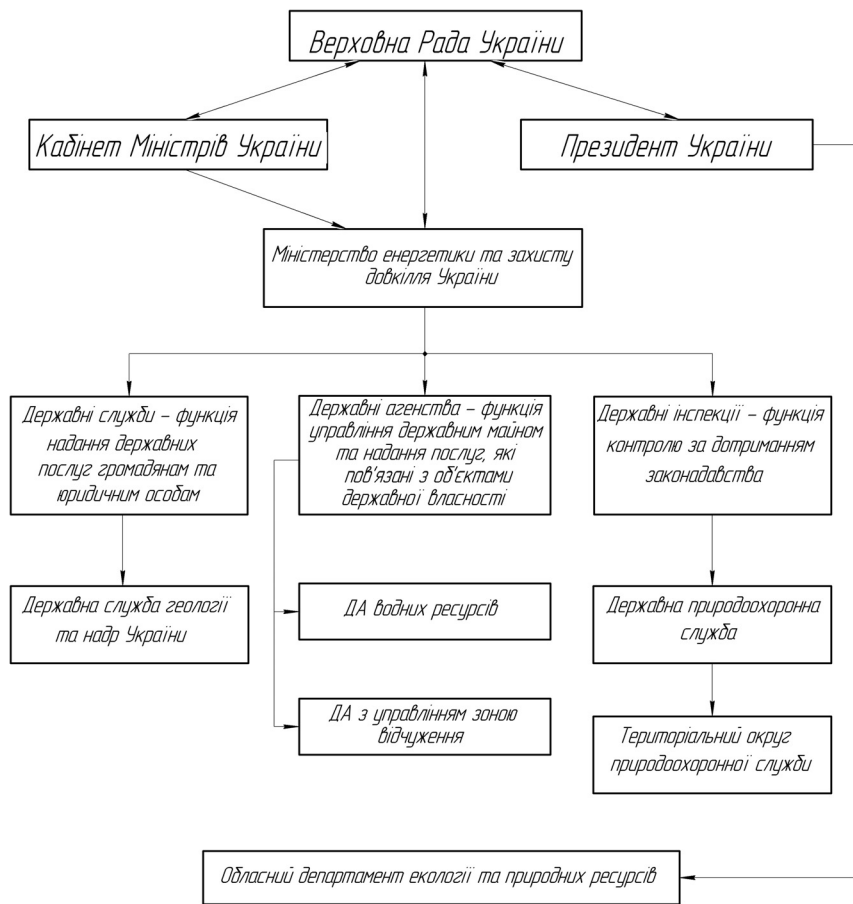 Верховна Рада України
Кабінет Міністрів України
Президент України
Міністерство енергетики та захисту
довкілля України
Державні служби – функція
надання державних
послуг громадянам та
юридичним особам
Державні агенства – функція
управління державним майном
та надання послуг, які
пов'язані з об'єктами
державної власності
Державні інспекції – функція
контролю за дотриманням
законадавства
Державна служба геології
та надр України
ДА водних ресурсів
Державна природоохоронна
служба
ДА з управлінням зоною
відчуження
Територіальний округ
природоохоронної служби
Обласний департамент екології та природних ресурсів